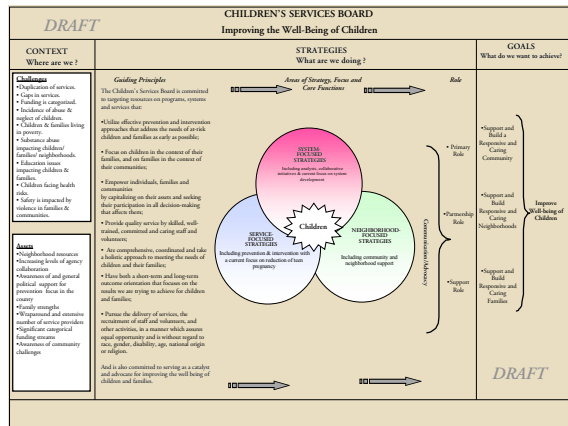 CHILDREN'S SERVICES BOARD
DRAFT
Improving the Well-Being of Children
CONTEXT
Where are we ?
STRATEGIES
What are we doing ?
GOALS
What do we want to achieve?
Challenges
•Duplication of services.
• Gaps in services.
• Funding is categorized.
• Incidence of abuse &
neglect of children.
• Children & families living
in poverty.
• Substance abuse
impacting children/
families/ neighborhoods.
• Education issues
impacting children &
families.
• Children facing health
risks.
• Safety is impacted by
violence in families &
communities.
Assets
•Neighborhood resources
•Increasing levels of agency
collaboration
•Awareness of and general
political support for
prevention focus in the
county
•Family strengths
•Wraparound and extensive
number of service providers
•Significant categorical
funding streams
•Awareness of community
challenges
Guiding Principles
The Children's Services Board is committed
to targeting resources on programs, systems
and services that:
•Utilize effective prevention and intervention
approaches that address the needs of at-risk
children and families as early as possible;
• Focus on children in the context of their
families, and on families in the context of
their communities;
• Empower individuals, families and
communities
by capitalizing on their assets and seeking
their participation in all decision-making
that affects them;
• Provide quality service by skilled, well-
trained, committed and caring staff and
volunteers;
• Are comprehensive, coordinated and take
a holistic approach to meeting the needs of
children and their families;
• Have both a short-term and long-term
outcome orientation that focuses on the
results we are trying to achieve for children
and families;
• Pursue the delivery of services, the
recruitment of staff and volunteers, and
other activities, in a manner which assures
equal opportunity and is without regard to
race, gender, disability, age, national origin
or religion.
And is also committed to serving as a catalyst
and advocate for improving the well being of
children and families.
Areas of Strategy, Focus and
Core Functions
SYSTEM-
FOCUSED
STRATEGIES
Including analysis, collaborative
initiatives & current focus on system
development
Children
SERVICE-
FOCUSED
STRATEGIES
Including prevention & intervention with
a current focus on reduction of teen
pregnancy
NEIGHBORHOOD-
FOCUSED
STRATEGIES
Including community and
neighborhood support
Communication/Advocacy
Role
• Primary
Role
•Partnership
Role
• Support
Role
•Support and
Build a
Responsive and
Caring
Community
•Support and
Build
Responsive and
Caring
Neighborhoods
•Support and
Build
Responsive and
Caring
Families
Improve
Well-being of
Children
DRAFT